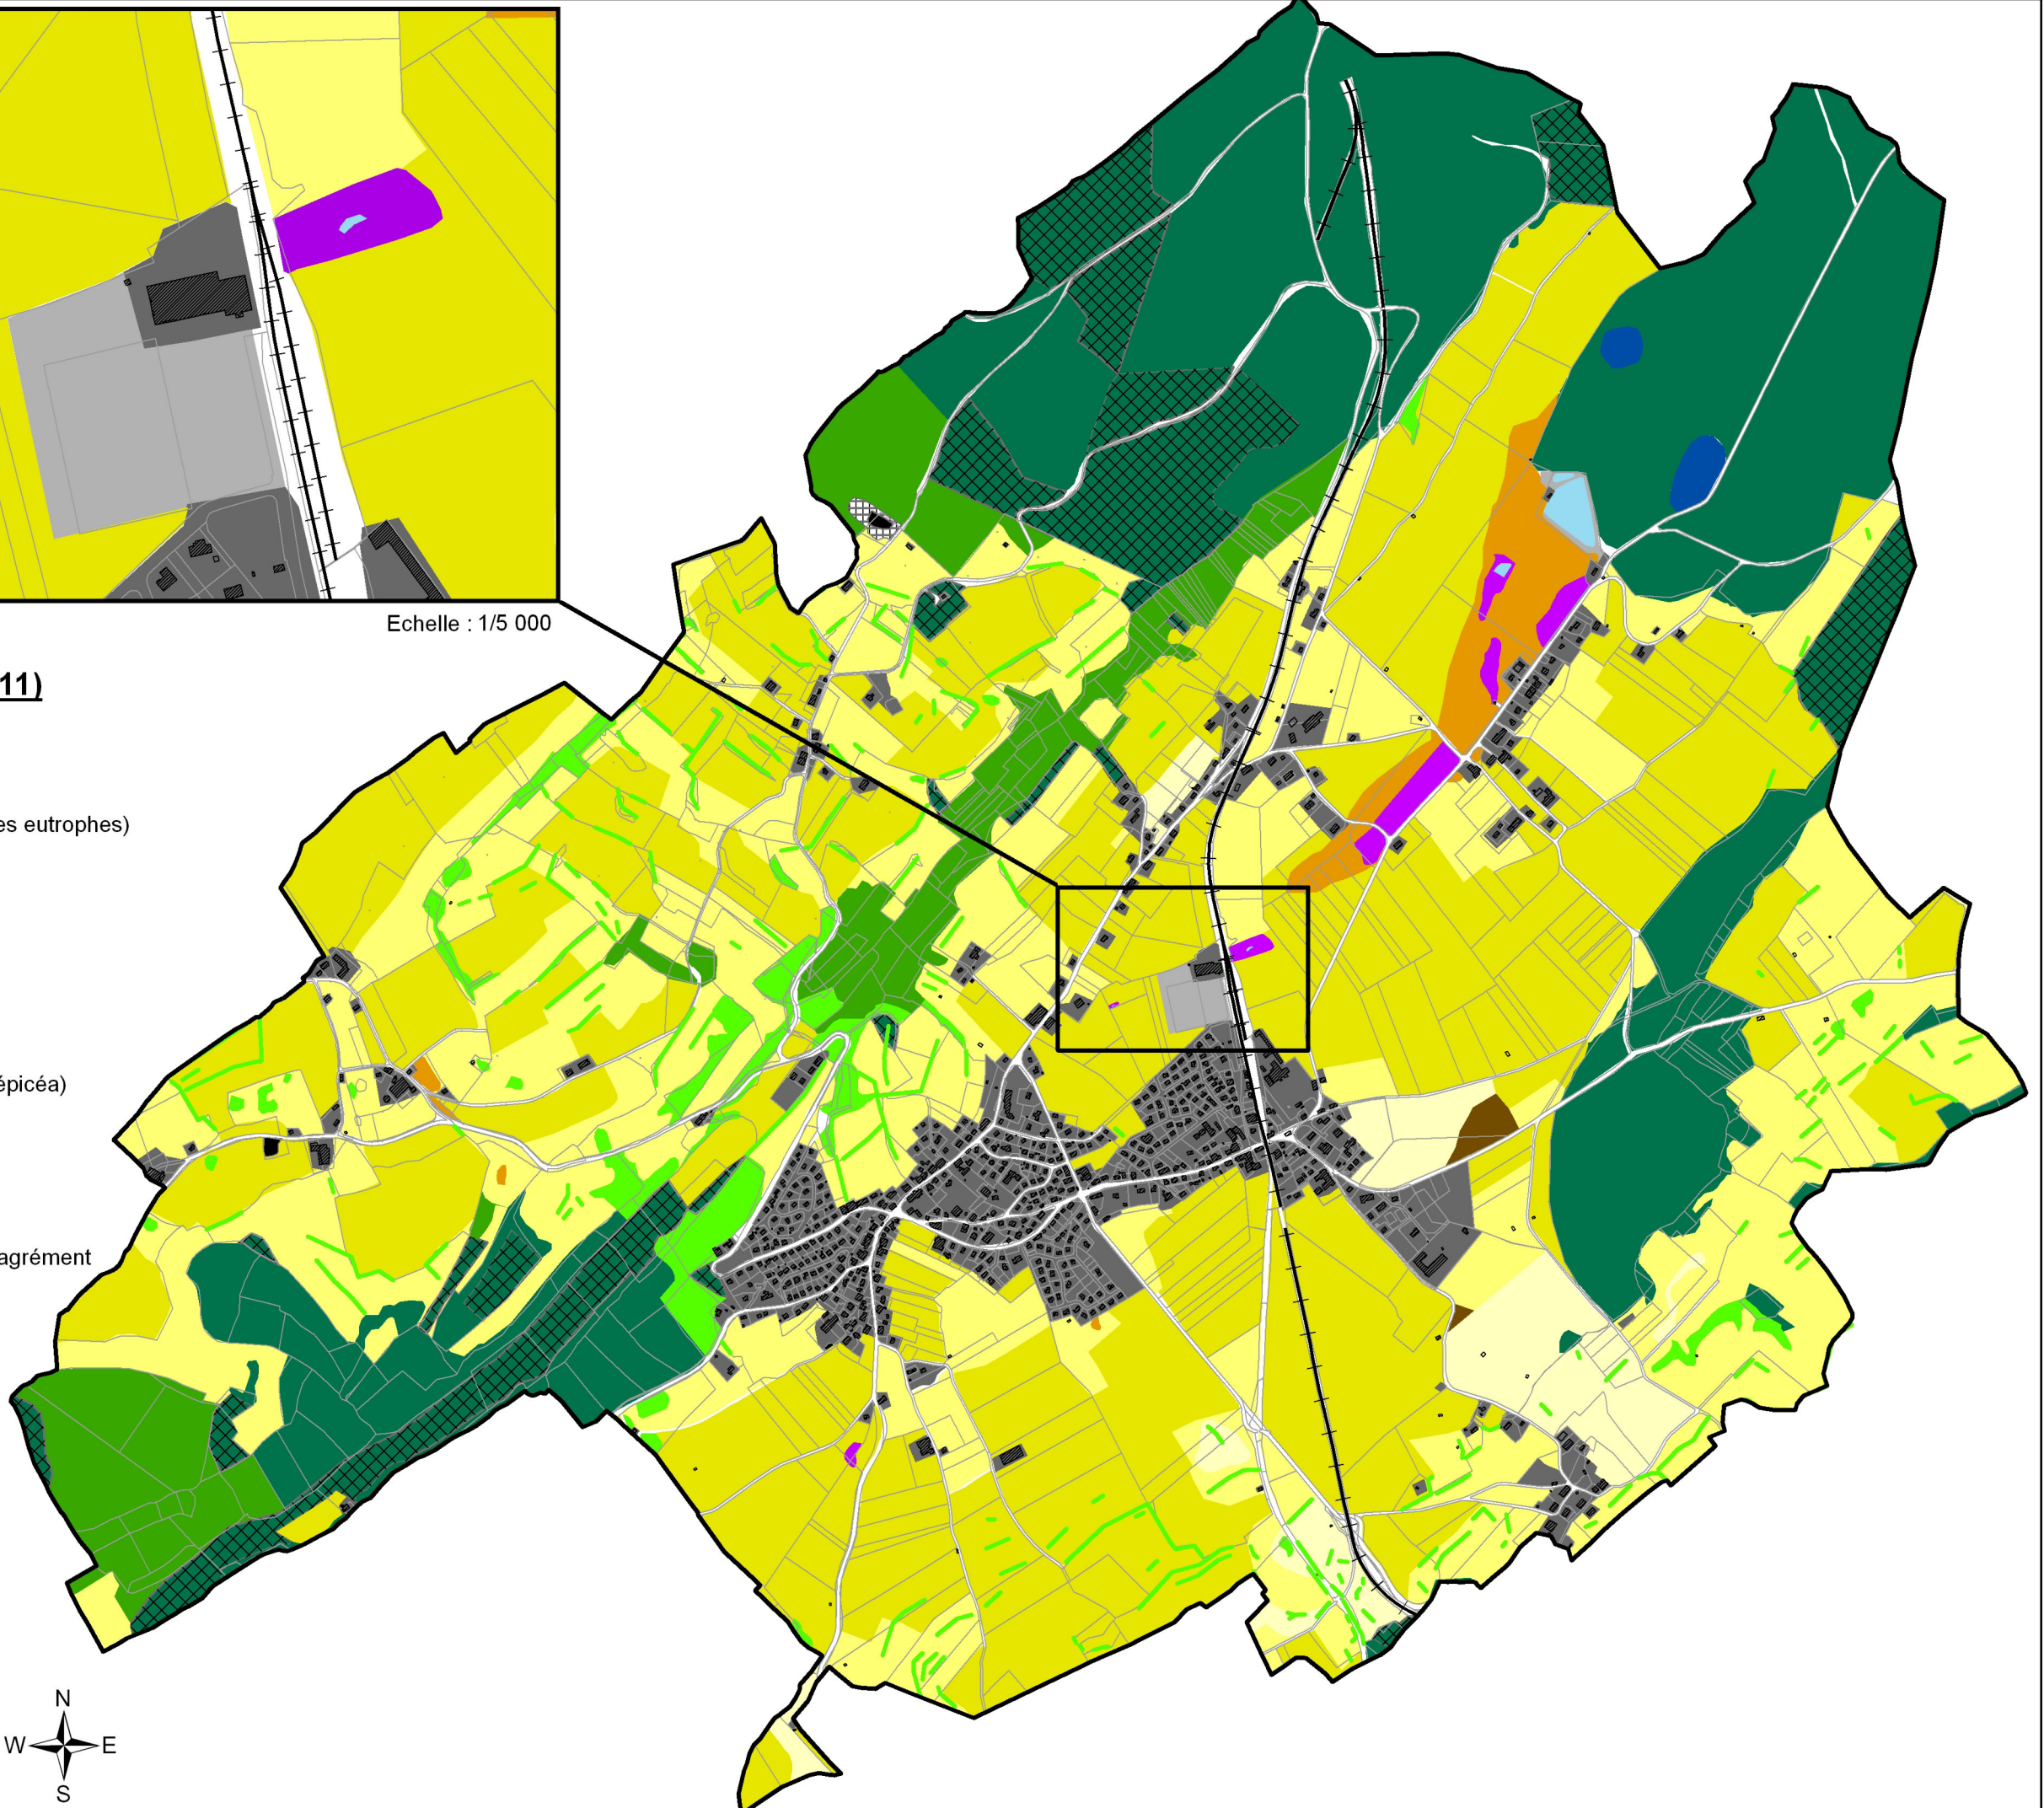 Echelle : 1/5 000
11)
es eutrophes)
épicéa)
agrément
N
W E
S